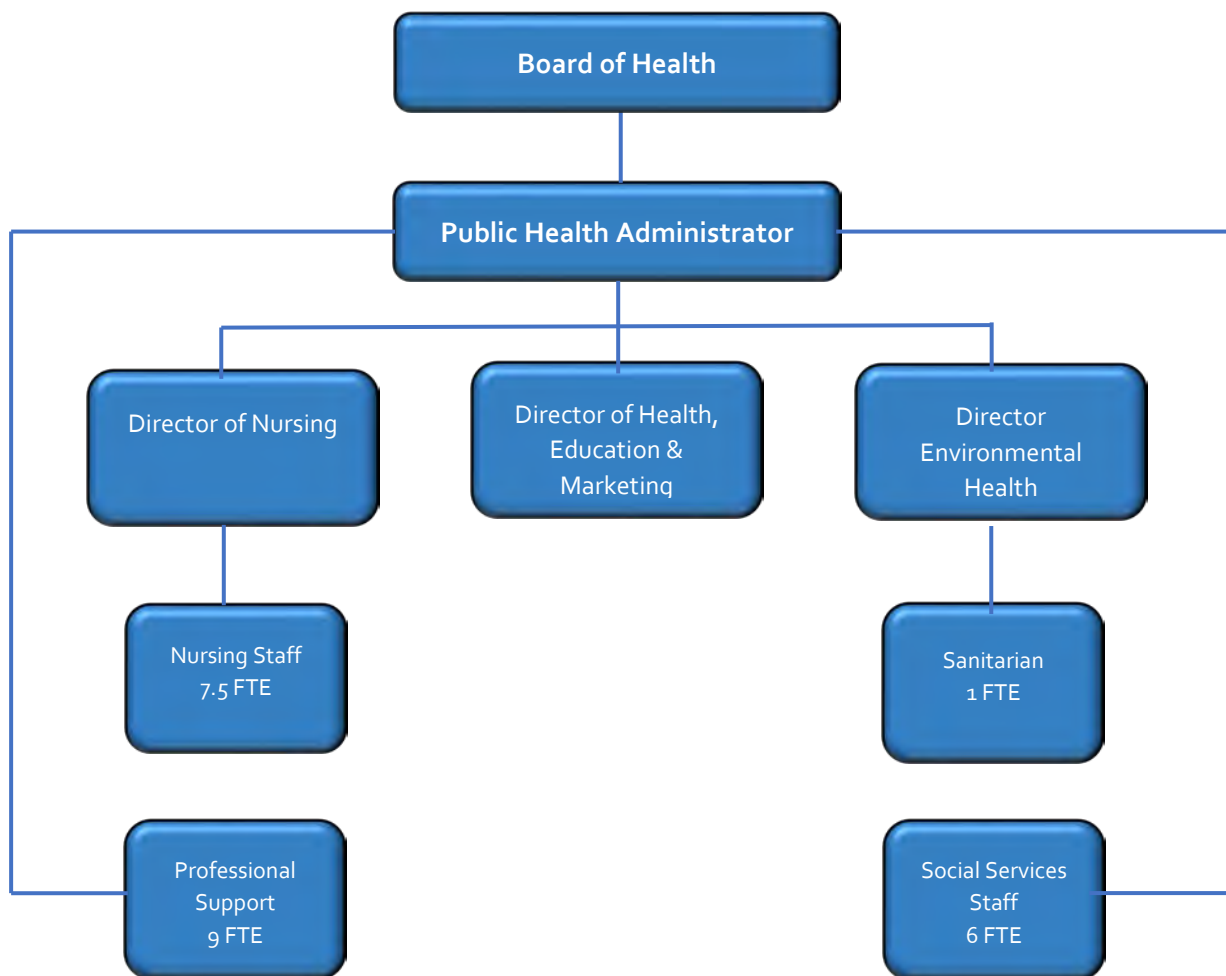 Board of Health
Public Health Administrator
Director of Nursing
Director of Health,
Education &
Marketing
Director
Environmental
Health
Nursing Staff
7.5 FTE
Sanitarian
1 FTE
Professional
Support
9 FTE
Social Services
Staff
6 FTE